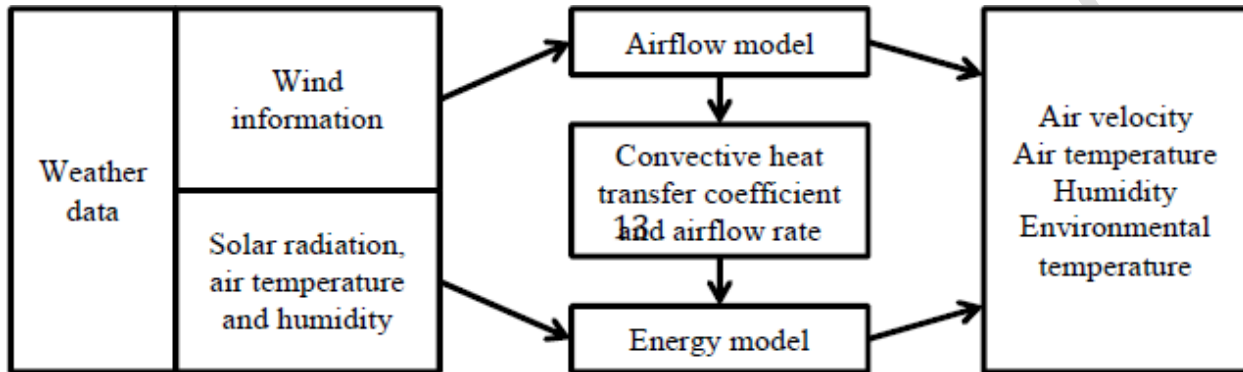 Weather
data
Wind
information
Solar radiation,
air temperature
and humidity
Airflow model
Convective heat
transfer coefficient
and airflow rate
13
Energy model
Air velocity
Air temperature
Humidity
Environmental
temperature